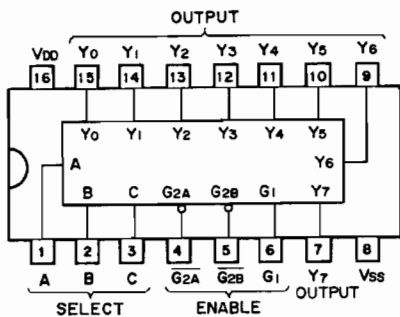 OUTPUT
VDD Y0 Y1 Y2 Y3 Y4 Y5 Y6
16 15 14 13 12 11 10 9
Y0 Y1 Y2 Y3 Y4 Y5
A Y6
B C G2A G2B G1 Y7
1 2 3 4 5 6 7 8
A B C G2A G2B G1 Y7 VSS
SELECT ENABLE OUTPUT